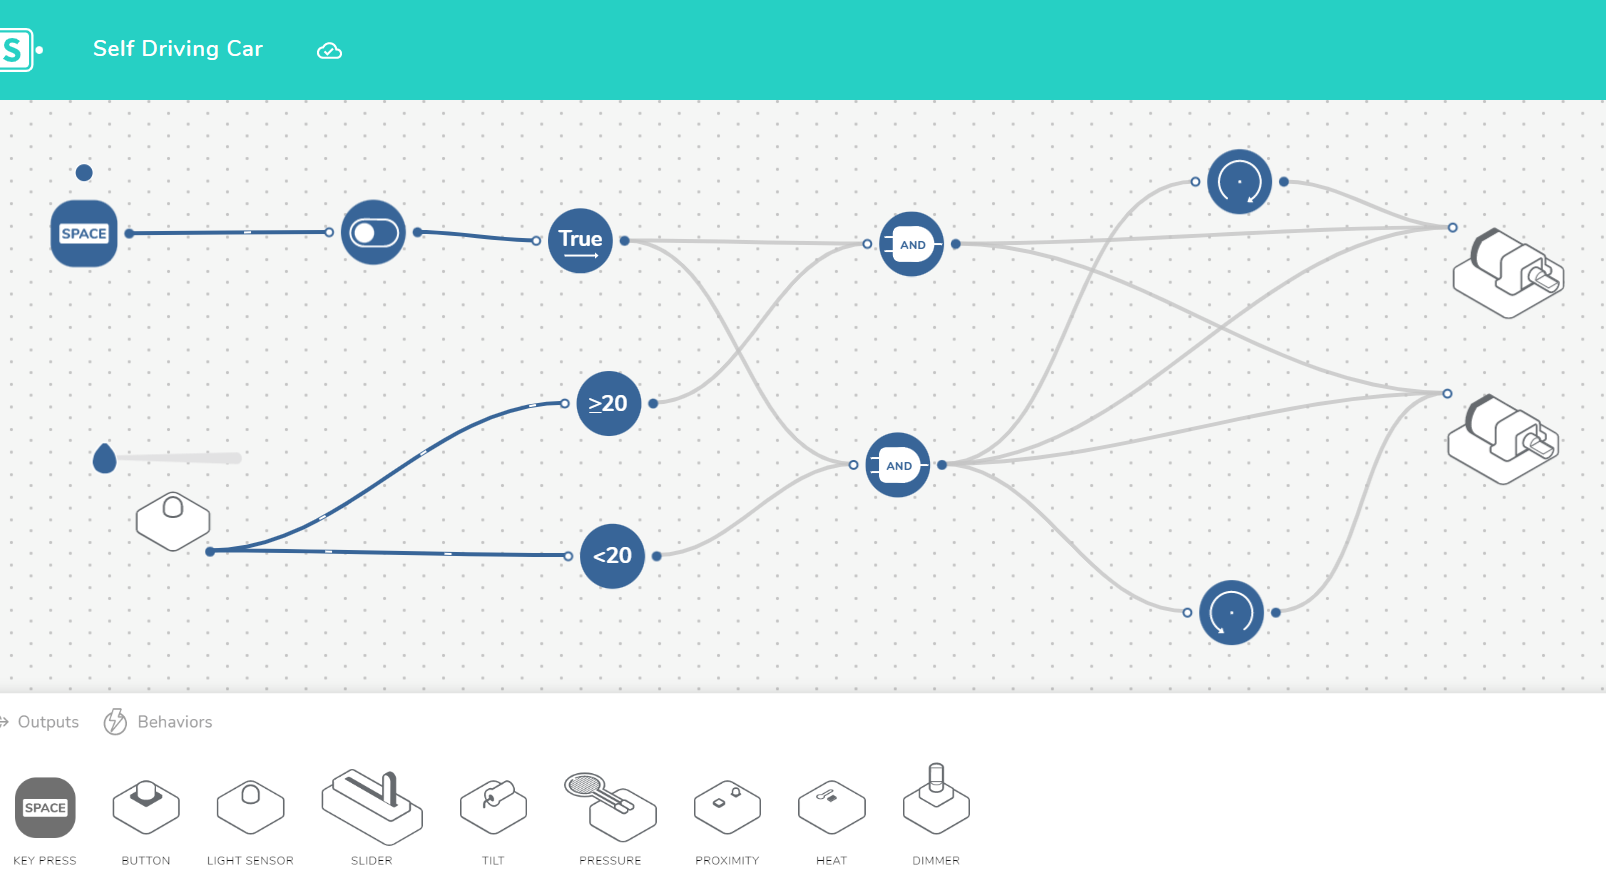 S
Self Driving Car
SPACE
True
AND
≥20
AND
<20
Outputs
Behaviors
SPACE
KEY PRESS
BUTTON
LIGHT SENSOR
SLIDER
TILT
PRESSURE
PROXIMITY
HEAT
DIMMER